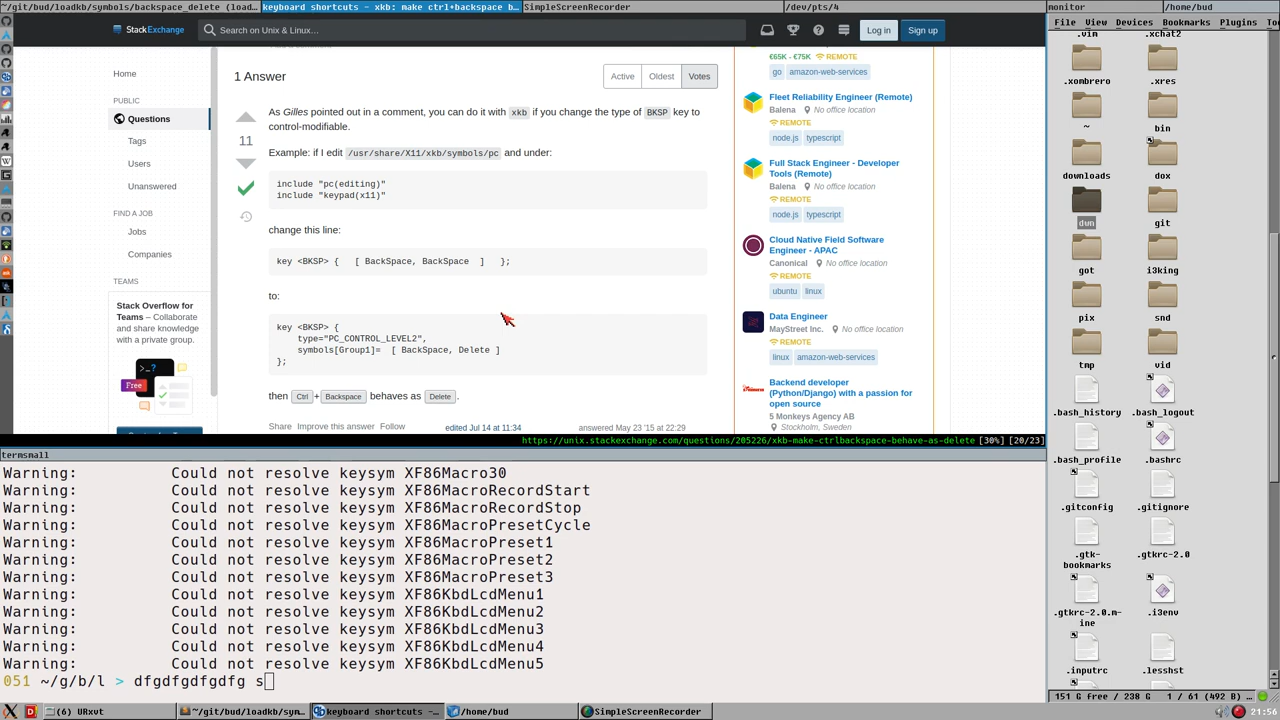 ~/git/bud/loadkb/symbols/backspace_delete (load…
keyboard shortcuts - xkb: make ctrl+backspace b…
SimpleScreenRecorder
/dev/pts/4
monitor
/home/bud
StackExchange
Search on Unix & Linux…
Log in
Sign up
File View Devices Bookmarks Plugins To
Home
PUBLIC
Questions
Tags
Users
Unanswered
FIND A JOB
Jobs
Companies
TEAMS
Stack Overflow for
Teams – Collaborate
and share knowledge
with a private group.
>_?
Free
1 Answer
Active
Oldest
Votes
11
As Gilles pointed out in a comment, you can do it with xkb if you change the type of BKSP key to
control-modifiable.
Example: if I edit /usr/share/X11/xkb/symbols/pc and under:
include "pc(editing)"
include "keypad(x11)"
change this line:
key <BKSP> { [ BackSpace, BackSpace ] };
to:
key <BKSP> {
type="PC_CONTROL_LEVEL2",
symbols[Group1]= [ BackSpace, Delete ]
};
then Ctrl + Backspace behaves as Delete .
Share Improve this answer Follow
edited Jul 14 at 11:34
answered May 23 '15 at 22:29
€65K - €75K REMOTE
go amazon-web-services
Fleet Reliability Engineer (Remote)
Balena No office location
REMOTE
node.js typescript
Full Stack Engineer - Developer
Tools (Remote)
Balena No office location
REMOTE
node.js typescript
Cloud Native Field Software
Engineer - APAC
Canonical No office location
REMOTE
ubuntu linux
Data Engineer
MayStreet Inc. No office location
REMOTE
linux amazon-web-services
Backend developer
(Python/Django) with a passion for
open source
5 Monkeys Agency AB
Stockholm, Sweden
https://unix.stackexchange.com/questions/205226/xkb-make-ctrlbackspace-behave-as-delete [30%] [20/23]
termsmall
Warning: Could not resolve keysym XF86Macro30
Warning: Could not resolve keysym XF86MacroRecordStart
Warning: Could not resolve keysym XF86MacroRecordStop
Warning: Could not resolve keysym XF86MacroPresetCycle
Warning: Could not resolve keysym XF86MacroPreset1
Warning: Could not resolve keysym XF86MacroPreset2
Warning: Could not resolve keysym XF86MacroPreset3
Warning: Could not resolve keysym XF86KbdLcdMenu1
Warning: Could not resolve keysym XF86KbdLcdMenu2
Warning: Could not resolve keysym XF86KbdLcdMenu3
Warning: Could not resolve keysym XF86KbdLcdMenu4
Warning: Could not resolve keysym XF86KbdLcdMenu5
051 ~/g/b/l > dfgdfgdfgdfg s
.vim .xchat2
.xombrero .xres
~ bin
downloads dox
dwn git
got i3king
pix snd
tmp vid
.bash_history .bash_logout
.bash_profile .bashrc
.gitconfig .gitignore
.gtk-
bookmarks
.gtkrc-2.0
.gtkrc-2.0.m-
ine
.i3env
.inputrc .lesshst
151 G Free / 238 G … 1 / 61 (492 B) …
(6) URxvt
~/git/bud/loadkb/sym…
keyboard shortcuts -…
/home/bud
SimpleScreenRecorder
21:56